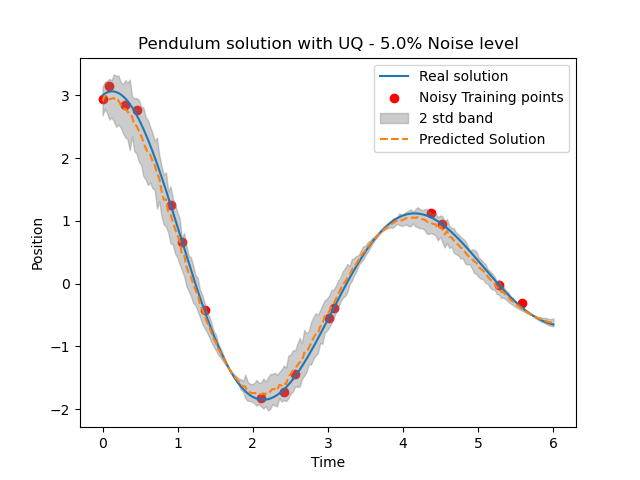 Pendulum solution with UQ - 5.0% Noise level
Real solution
Noisy Training points
2 std band
Predicted Solution
Position
3
2
1
0
−1
−2
0 1 2 3 4 5 6
Time